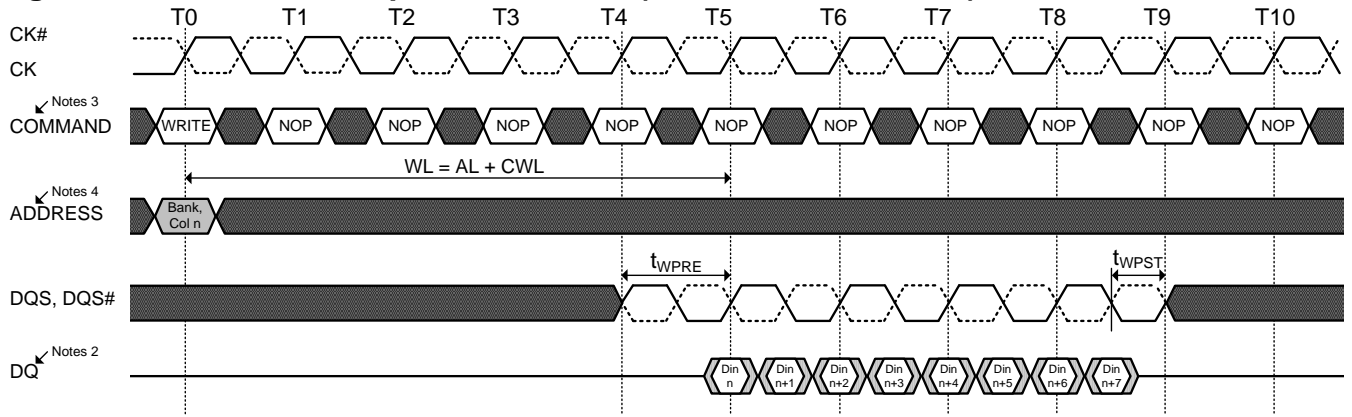 T0 T1 T2 T3 T4 T5 T6 T7 T8 T9 T10
CK#
CK
Notes 3
COMMAND WRITE NOP NOP NOP NOP NOP NOP NOP NOP NOP NOP
WL = AL + CWL
Notes 4
ADDRESS
Bank,
Col n
tWPRE tWPST
DQS, DQS#
Notes 2
DQ
Din n
Din n+1
Din n+2
Din n+3
Din n+4
Din n+5
Din n+6
Din n+7